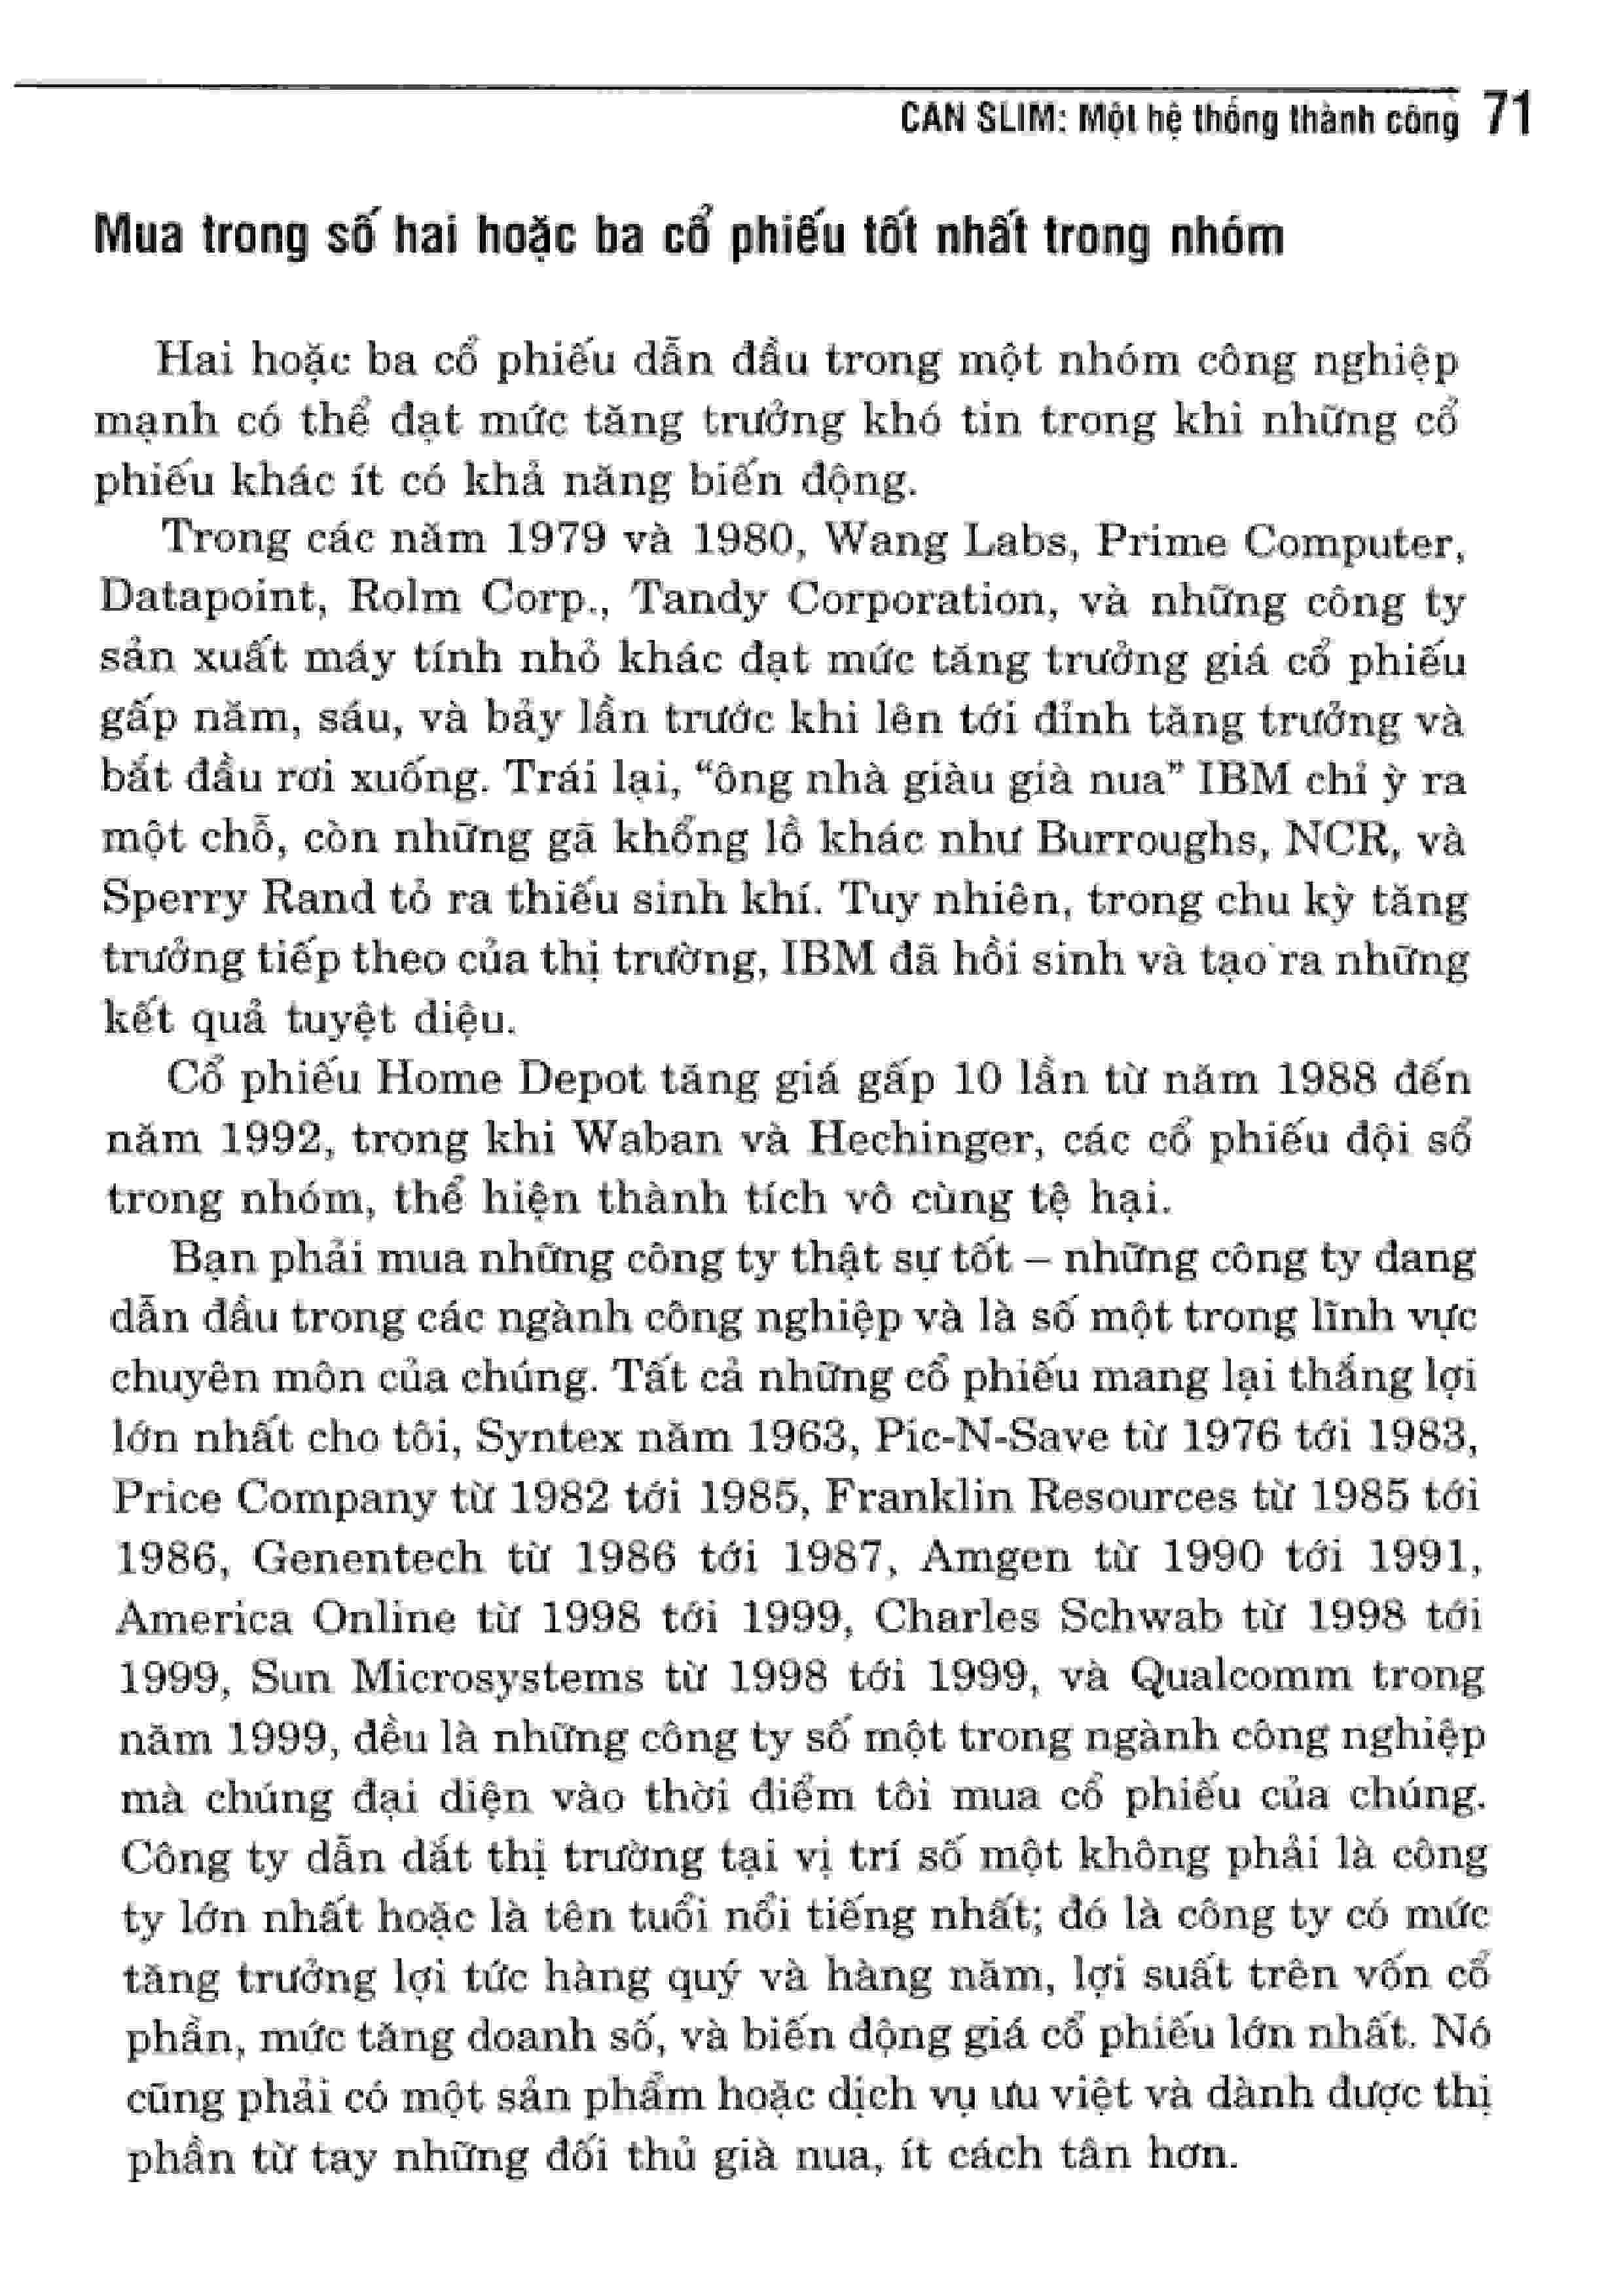 CAN SLIM: Một hệ thống thành công 71
Mua trong số hai hoặc ba cổ phiếu tốt nhất trong nhóm
Hai hoặc ba cổ phiếu dẫn đầu trong một nhóm công nghiệp
mạnh có thể đạt mức tăng trưởng khó tin trong khi những cổ
phiếu khác ít có khả năng biến động.
Trong các năm 1979 và 1980, Wang Labs, Prime Computer,
Datapoint, Rolm Corp., Tandy Corporation, và những công ty
sản xuất máy tính nhỏ khác đạt mức tăng trưởng giá cổ phiếu
gấp năm, sáu, và bảy lần trước khi lên tới đỉnh tăng trưởng và
bắt đầu rơi xuống. Trái lại, “ông nhà giàu già nua” IBM chỉ ỳ ra
một chỗ, còn những gã khổng lồ khác như Burroughs, NCR, và
Sperry Rand tỏ ra thiếu sinh khí. Tuy nhiên, trong chu kỳ tăng
trưởng tiếp theo của thị trường, IBM đã hồi sinh và tạo ra những
kết quả tuyệt diệu.
Cổ phiếu Home Depot tăng giá gấp 10 lần từ năm 1988 đến
năm 1992, trong khi Waban và Hechinger, các cổ phiếu đội sổ
trong nhóm, thể hiện thành tích vô cùng tệ hại.
Bạn phải mua những công ty thật sự tốt – những công ty đang
dẫn đầu trong các ngành công nghiệp và là số một trong lĩnh vực
chuyên môn của chúng. Tất cả những cổ phiếu mang lại thắng lợi
lớn nhất cho tôi, Syntex năm 1963, Pic-N-Save từ 1976 tới 1983,
Price Company từ 1982 tới 1985, Franklin Resources từ 1985 tới
1986, Genentech từ 1986 tới 1987, Amgen từ 1990 tới 1991,
America Online từ 1998 tới 1999, Charles Schwab từ 1998 tới
1999, Sun Microsystems từ 1998 tới 1999, và Qualcomm trong
năm 1999, đều là những công ty số một trong ngành công nghiệp
mà chúng đại diện vào thời điểm tôi mua cổ phiếu của chúng.
Công ty dẫn dắt thị trường tại vị trí số một không phải là công
ty lớn nhất hoặc là tên tuổi nổi tiếng nhất; đó là công ty có mức
tăng trưởng lợi tức hàng quý và hàng năm, lợi suất trên vốn cổ
phần, mức tăng doanh số, và biến động giá cổ phiếu lớn nhất. Nó
cũng phải có một sản phẩm hoặc dịch vụ ưu việt và dành được thị
phần từ tay những đối thủ già nua, ít cách tân hơn.